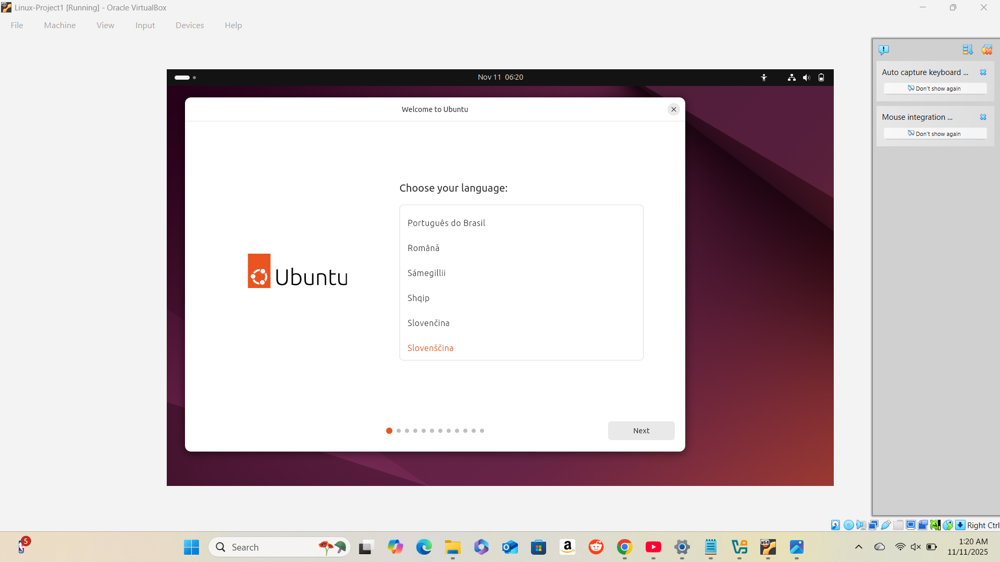 Linux-Project1 [Running] - Oracle VirtualBox
File Machine View Input Devices Help
Nov 11 06:20
Welcome to Ubuntu
Choose your language:
Português do Brasil
Română
Sámegillii
Shqip
Slovenčina
Slovenščina
Ubuntu
Next
Auto capture keyboard ...
Don't show again
Mouse integration ...
Don't show again
Right Ctrl
5
Search
a
x64
1:20 AM
11/11/2025